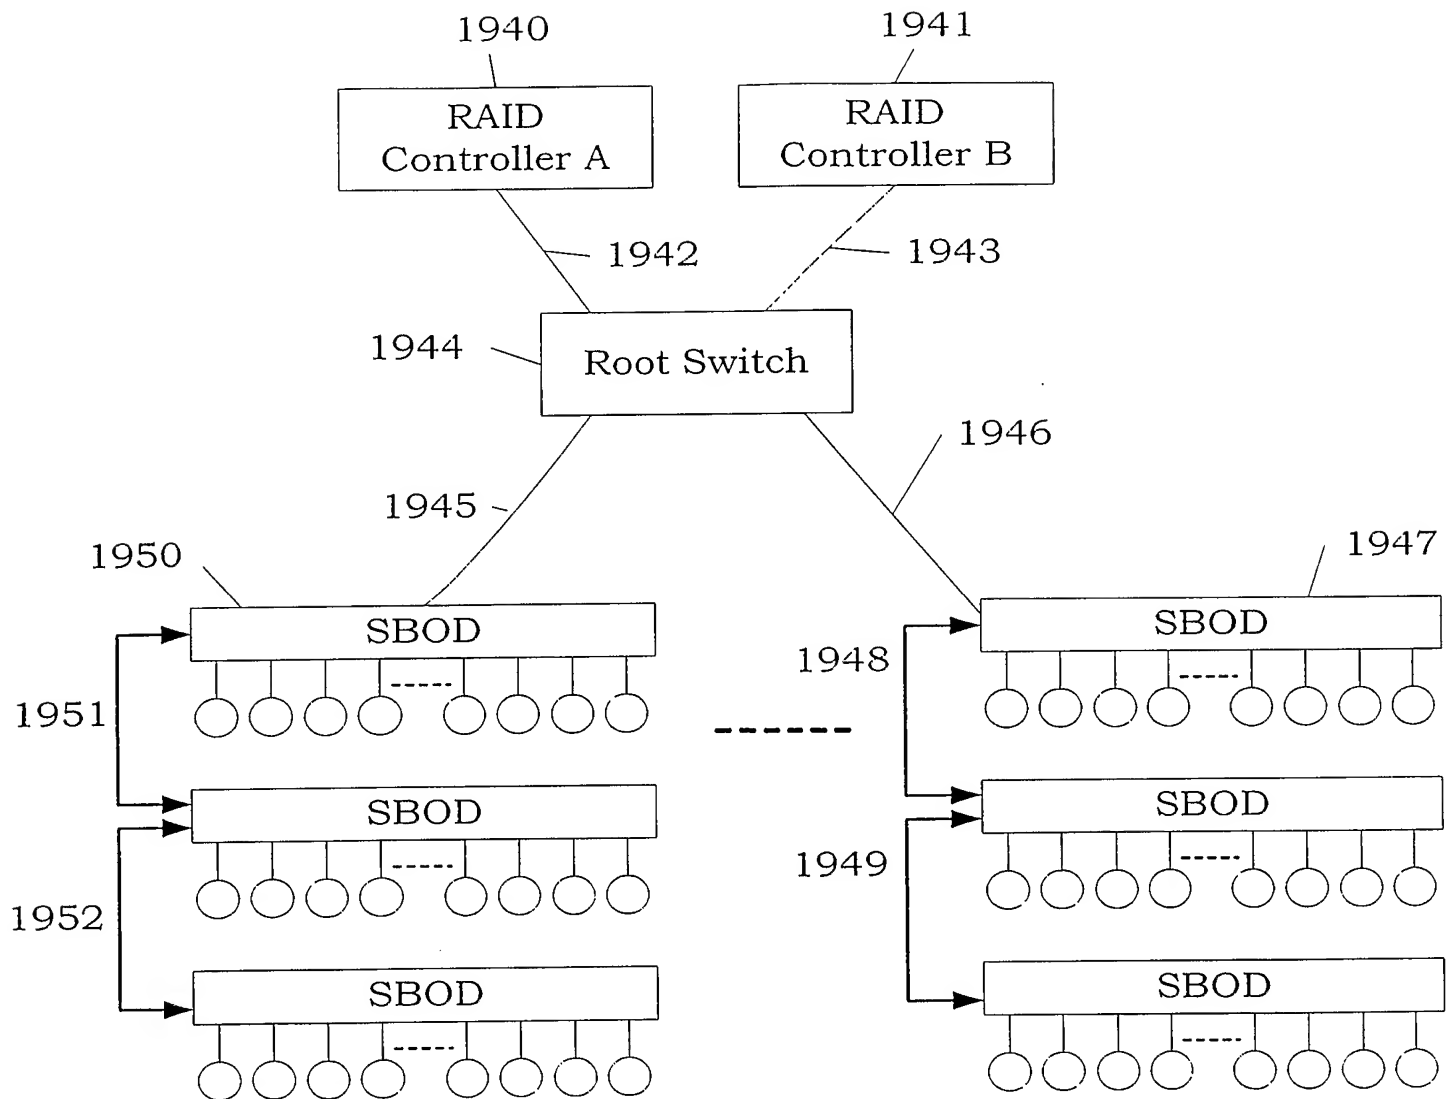 1940
1941
RAID
Controller A
RAID
Controller B
1942
1943
1944
Root Switch
1945
1946
1950
1947
SBOD
SBOD
1951
1948
SBOD
SBOD
1952
1949
SBOD
SBOD